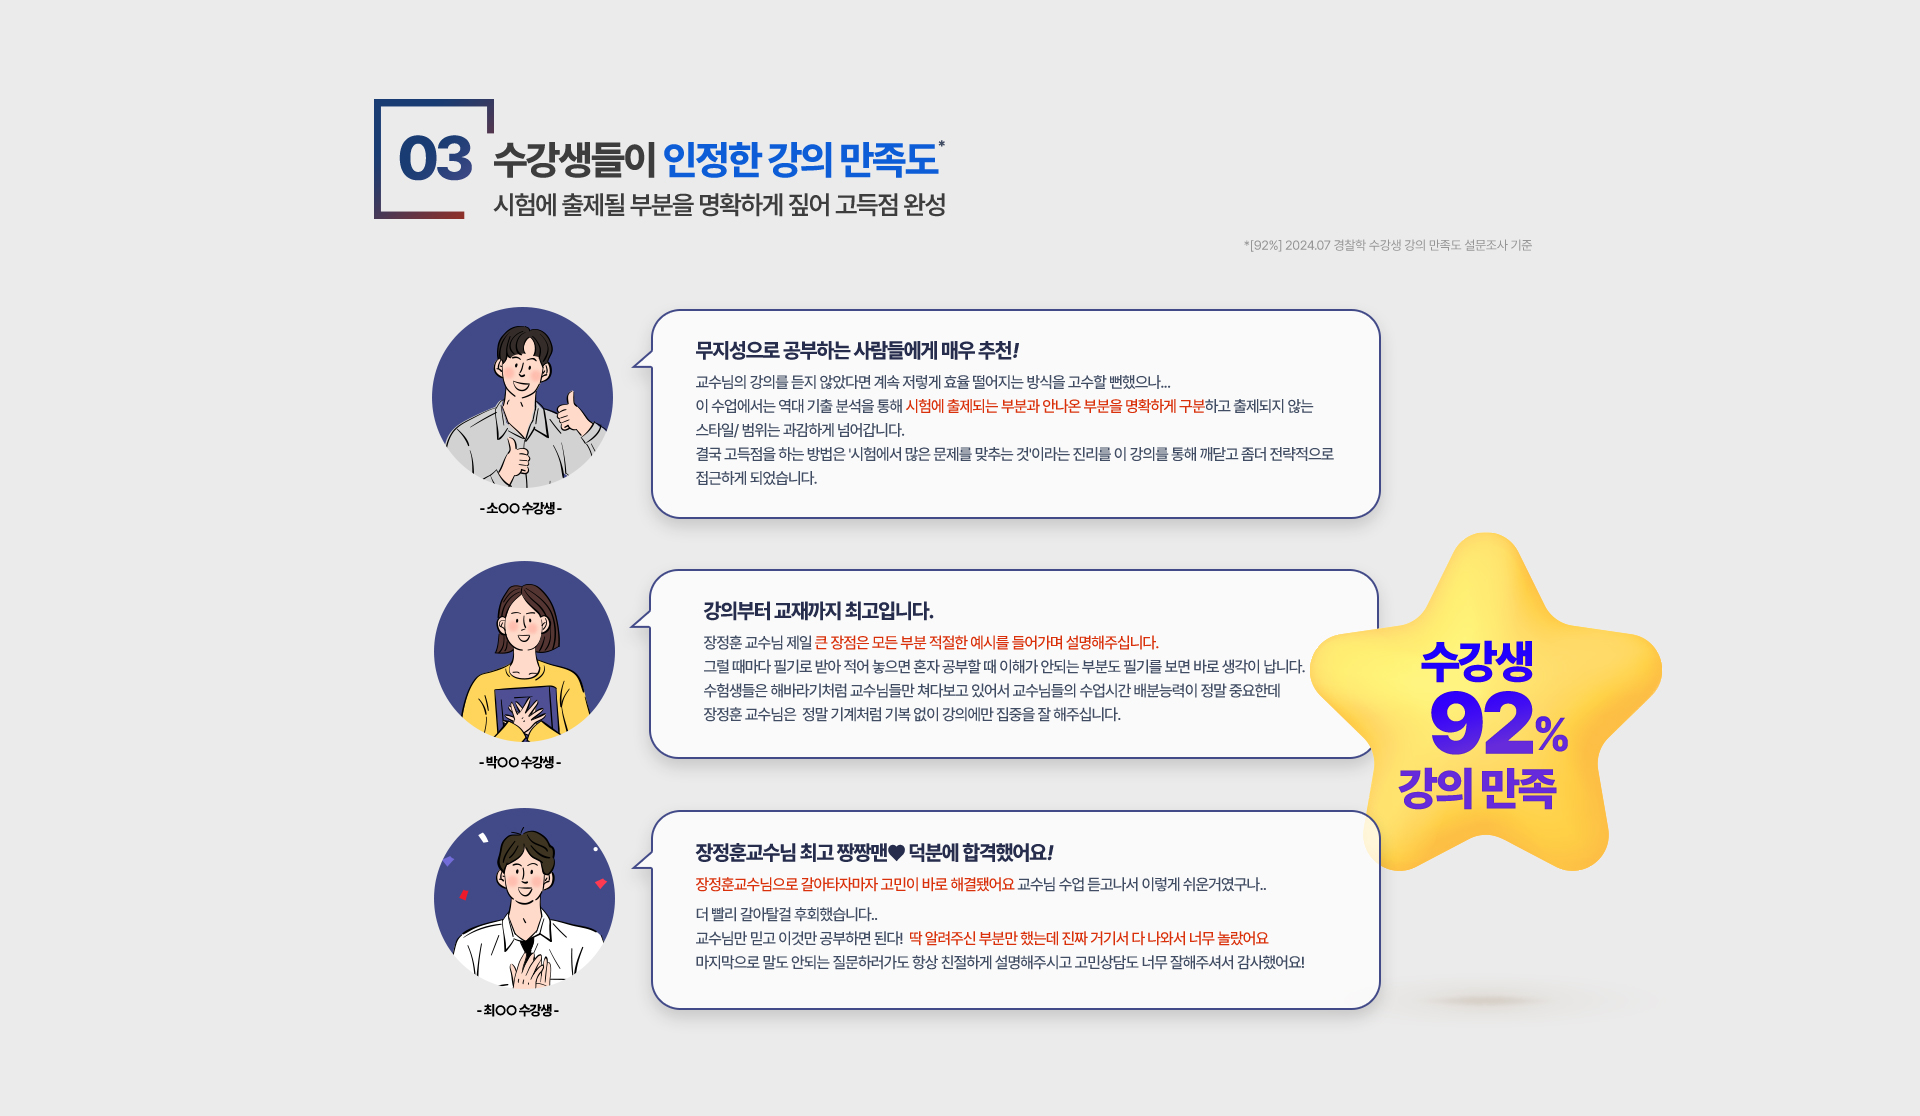 03
수강생들이 인정한 강의 만족도*
시험에 출제될 부분을 명확하게 짚어 고득점 완성
*[92%] 2024.07 경찰학 수강생 강의 만족도 설문조사 기준
무지성으로 공부하는 사람들에게 매우 추천!
교수님의 강의를 듣지 않았다면 계속 저렇게 효율 떨어지는 방식을 고수할 뻔했으나...
이 수업에서는 역대 기출 분석을 통해 시험에 출제되는 부분과 안나온 부분을 명확하게 구분하고 출제되지 않는
스타일/ 범위는 과감하게 넘어갑니다.
결국 고득점을 하는 방법은 '시험에서 많은 문제를 맞추는 것'이라는 진리를 이 강의를 통해 깨닫고 좀더 전략적으로
접근하게 되었습니다.
- 소〇〇 수강생 -
강의부터 교재까지 최고입니다.
장정훈 교수님 제일 큰 장점은 모든 부분 적절한 예시를 들어가며 설명해주십니다.
그럴 때마다 필기로 받아 적어 놓으면 혼자 공부할 때 이해가 안되는 부분도 필기를 보면 바로 생각이 납니다.
수험생들은 해바라기처럼 교수님들만 쳐다보고 있어서 교수님들의 수업시간 배분능력이 정말 중요한데
장정훈 교수님은 정말 기계처럼 기복 없이 강의에만 집중을 잘 해주십니다.
- 박〇〇 수강생 -
수강생
92%
강의 만족
장정훈교수님 최고 짱짱맨♥ 덕분에 합격했어요!
장정훈교수님으로 갈아타자마자 고민이 바로 해결됐어요 교수님 수업 듣고나서 이렇게 쉬운거였구나..
더 빨리 갈아탈걸 후회했습니다..
교수님만 믿고 이것만 공부하면 된다! 딱 알려주신 부분만 했는데 진짜 거기서 다 나와서 너무 놀랐어요
마지막으로 말도 안되는 질문하러가도 항상 친절하게 설명해주시고 고민상담도 너무 잘해주셔서 감사했어요!
- 최〇〇 수강생 -